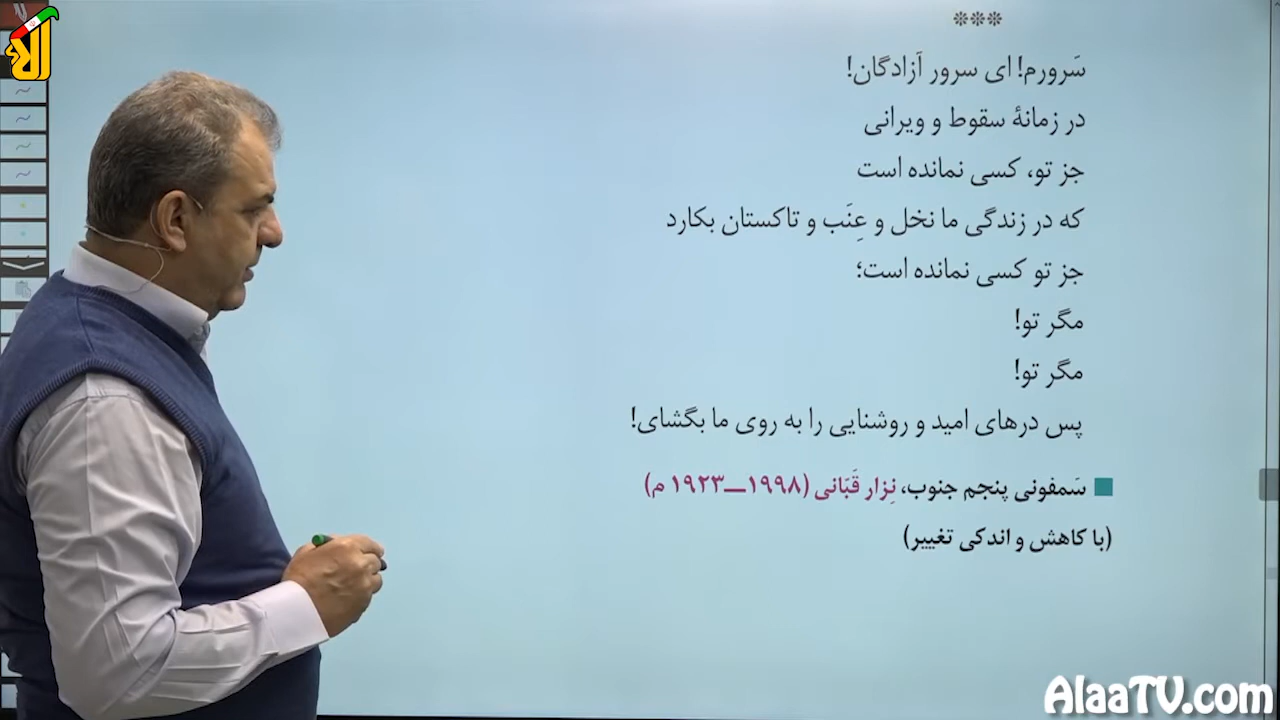 ***
سَرورم! ای سرور آزادگان!
در زمانهٔ سقوط و ویرانی
جز تو، کسی نمانده است
که در زندگی ما نخل و عِنَب و تاکستان بکارد
جز تو کسی نمانده است؛
مگر تو!
مگر تو!
پس درهای امید و روشنایی را به روی ما بگشای!
سَمفونی پنجم جنوب، نِزار قَبّانی (۱۹۹۸ــ۱۹۲۳ م)
(با کاهش و اندکی تغییر)
آلاء
AlaaTV.com